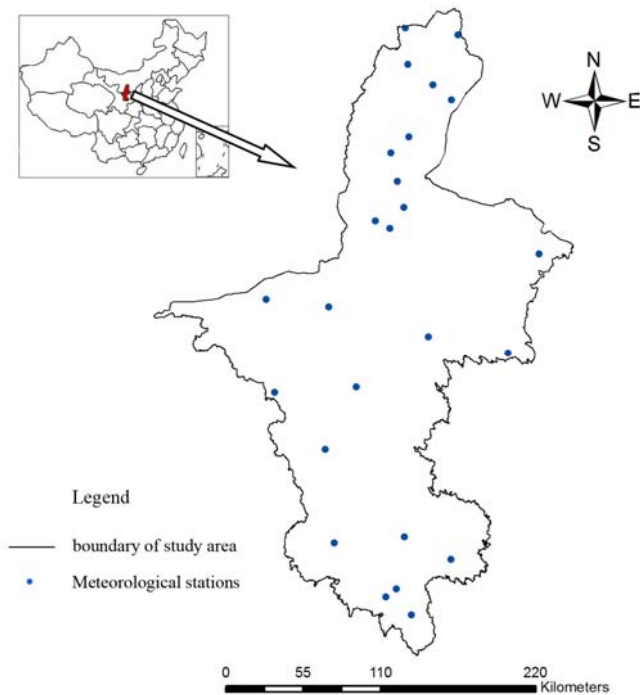 N
W E
S
Legend
boundary of study area
Meteorological stations
0 55 110 220
Kilometers